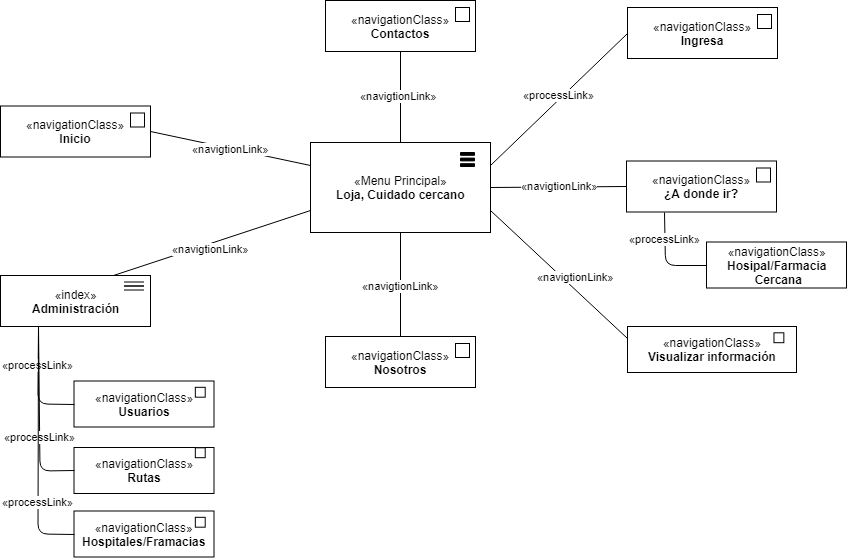 «navigationClass»
Contactos
«navigationClass»
Ingresa
«navigtionLink»
«processLink»
«navigationClass»
Inicio
«navigtionLink»
«Menu Principal»
Loja, Cuidado cercano
«navigtionLink»
«navigationClass»
¿A donde ir?
«processLink»
«navigationClass»
Hosipal/Farmacia
Cercana
«navigtionLink»
«navigtionLink»
«navigtionLink»
«index»
Administración
«navigationClass»
Nosotros
«navigationClass»
Visualizar información
«processLink»
«navigationClass»
Usuarios
«processLink»
«navigationClass»
Rutas
«processLink»
«navigationClass»
Hospitales/Framacias